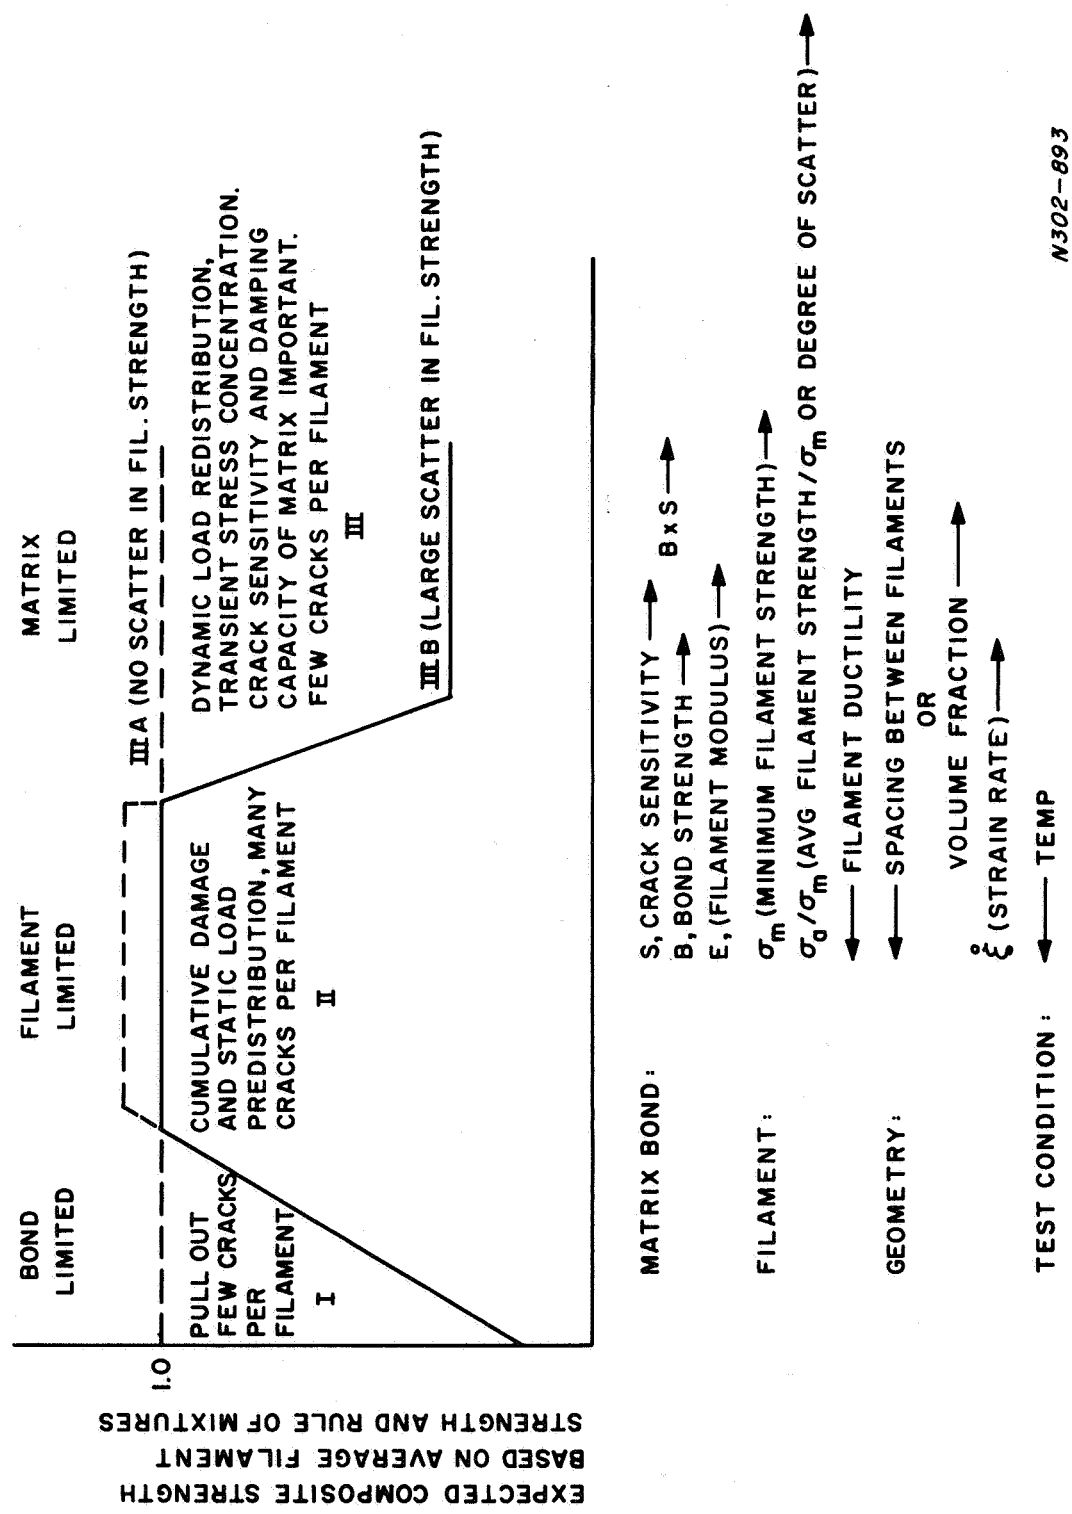 BOND
LIMITED
FILAMENT
LIMITED
MATRIX
LIMITED
III A (NO SCATTER IN FIL. STRENGTH)
1.0
PULL OUT
FEW CRACKS
PER
FILAMENT
I
CUMULATIVE DAMAGE
AND STATIC LOAD
PREDISTRIBUTION, MANY
CRACKS PER FILAMENT
II
DYNAMIC LOAD REDISTRIBUTION,
TRANSIENT STRESS CONCENTRATION.
CRACK SENSITIVITY AND DAMPING
CAPACITY OF MATRIX IMPORTANT.
FEW CRACKS PER FILAMENT
III
III B (LARGE SCATTER IN FIL. STRENGTH)
EXPECTED COMPOSITE STRENGTH
BASED ON AVERAGE FILAMENT
STRENGTH AND RULE OF MIXTURES
MATRIX BOND:
S, CRACK SENSITIVITY →
B, BOND STRENGTH →
B x S →
E, (FILAMENT MODULUS) →
FILAMENT:
σm (MINIMUM FILAMENT STRENGTH) →
σa/σm (AVG FILAMENT STRENGTH/σm OR DEGREE OF SCATTER) →
← FILAMENT DUCTILITY
GEOMETRY:
← SPACING BETWEEN FILAMENTS
OR
VOLUME FRACTION →
ξ̊ (STRAIN RATE) →
TEST CONDITION:
← TEMP
N302-893